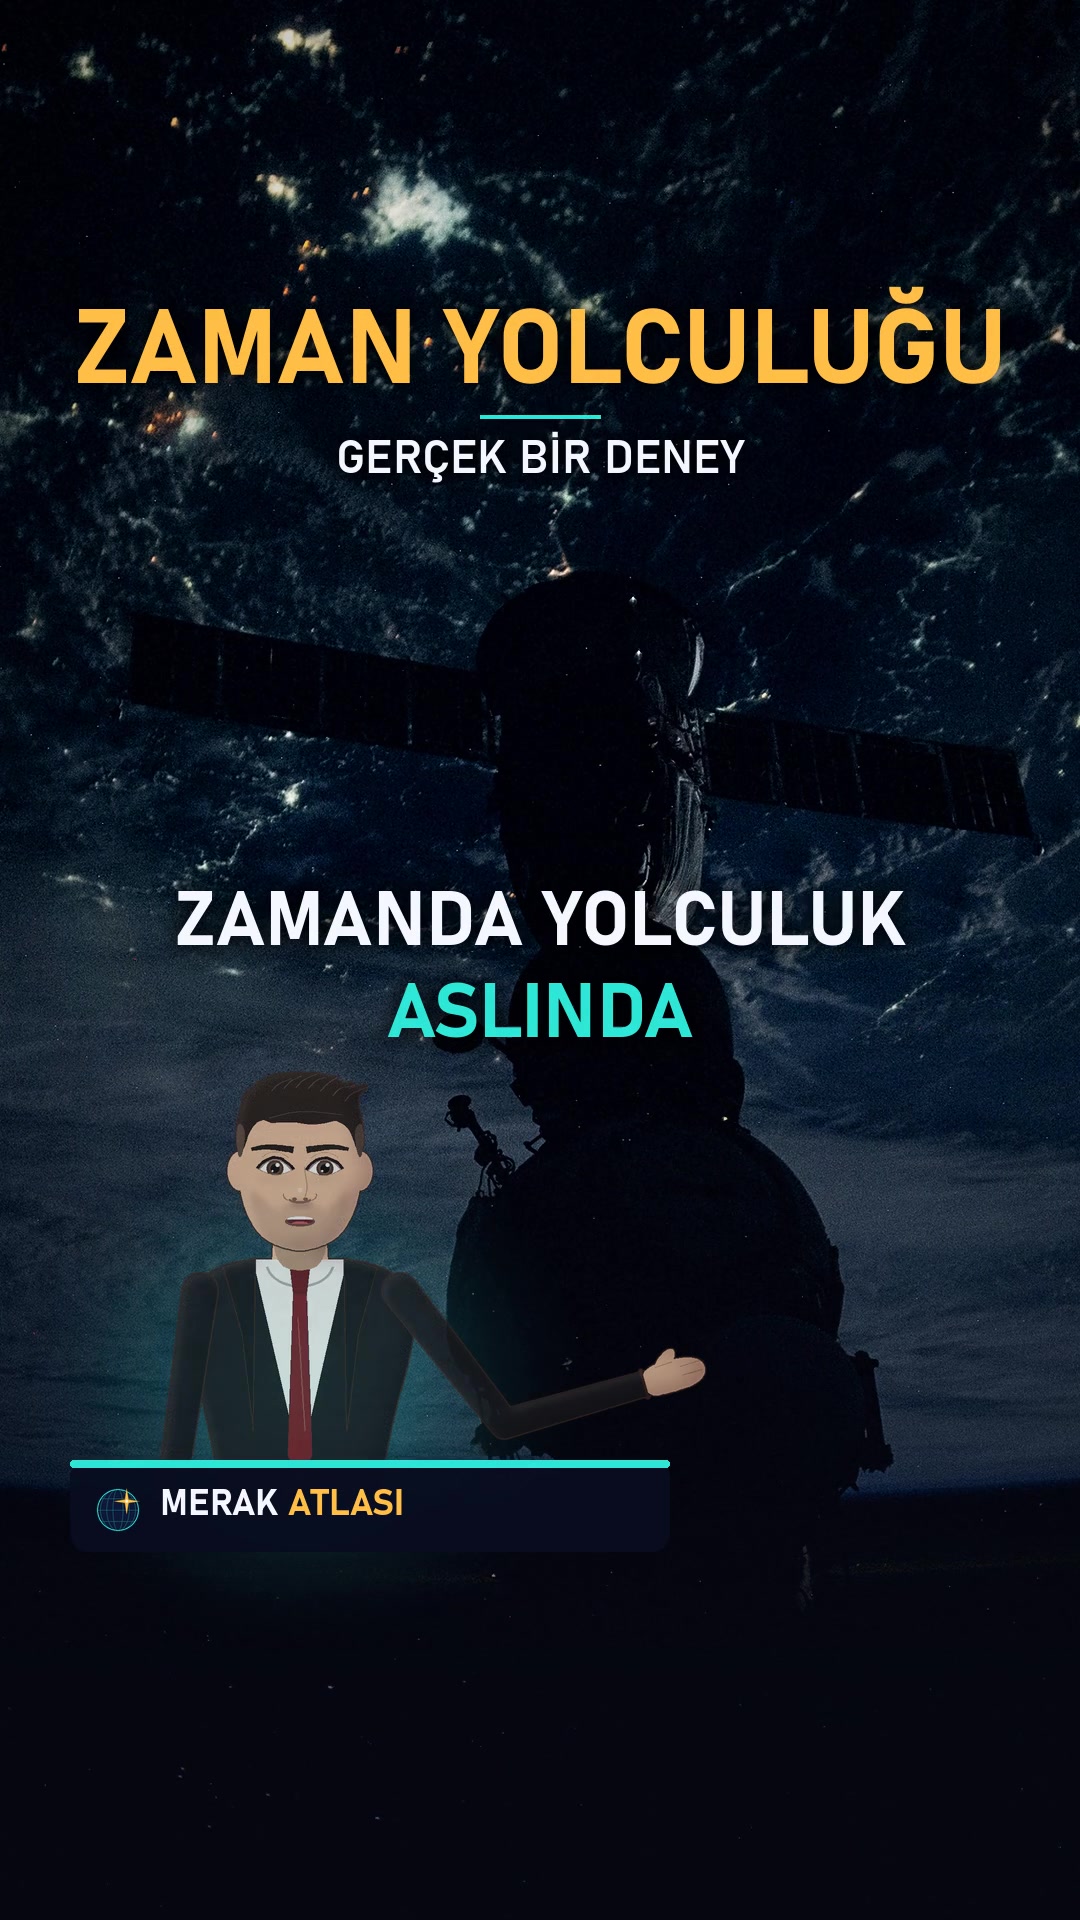 ZAMAN YOLCULUĞU
GERÇEK BİR DENEY
ZAMANDA YOLCULUK
ASLINDA
MERAK ATLASI